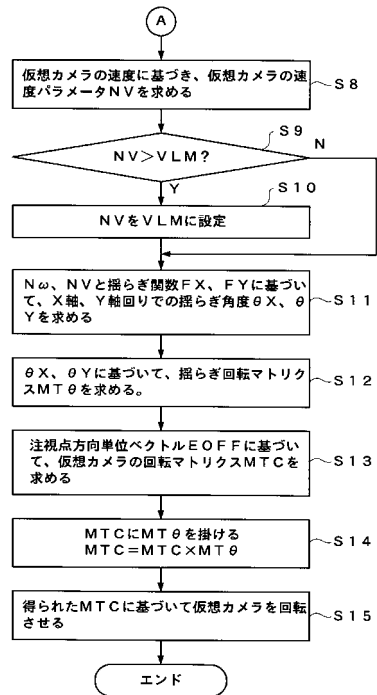 A
仮想カメラの速度に基づき、仮想カメラの速
度パラメータNVを求める
S8
S9
NV>VLM?
N
Y
S10
NVをVLMに設定
Nω、NVと揺らぎ関数FX、FYに基づい
て、X軸、Y軸回りでの揺らぎ角度θX、θ
Yを求める
S11
θX、θYに基づいて、揺らぎ回転マトリク
スMTθを求める。
S12
注視点方向単位ベクトルEOFFに基づい
て、仮想カメラの回転マトリクスMTCを
求める
S13
MTCにMTθを掛ける
MTC=MTC×MTθ
S14
得られたMTCに基づいて仮想カメラを回転
させる
S15
エンド